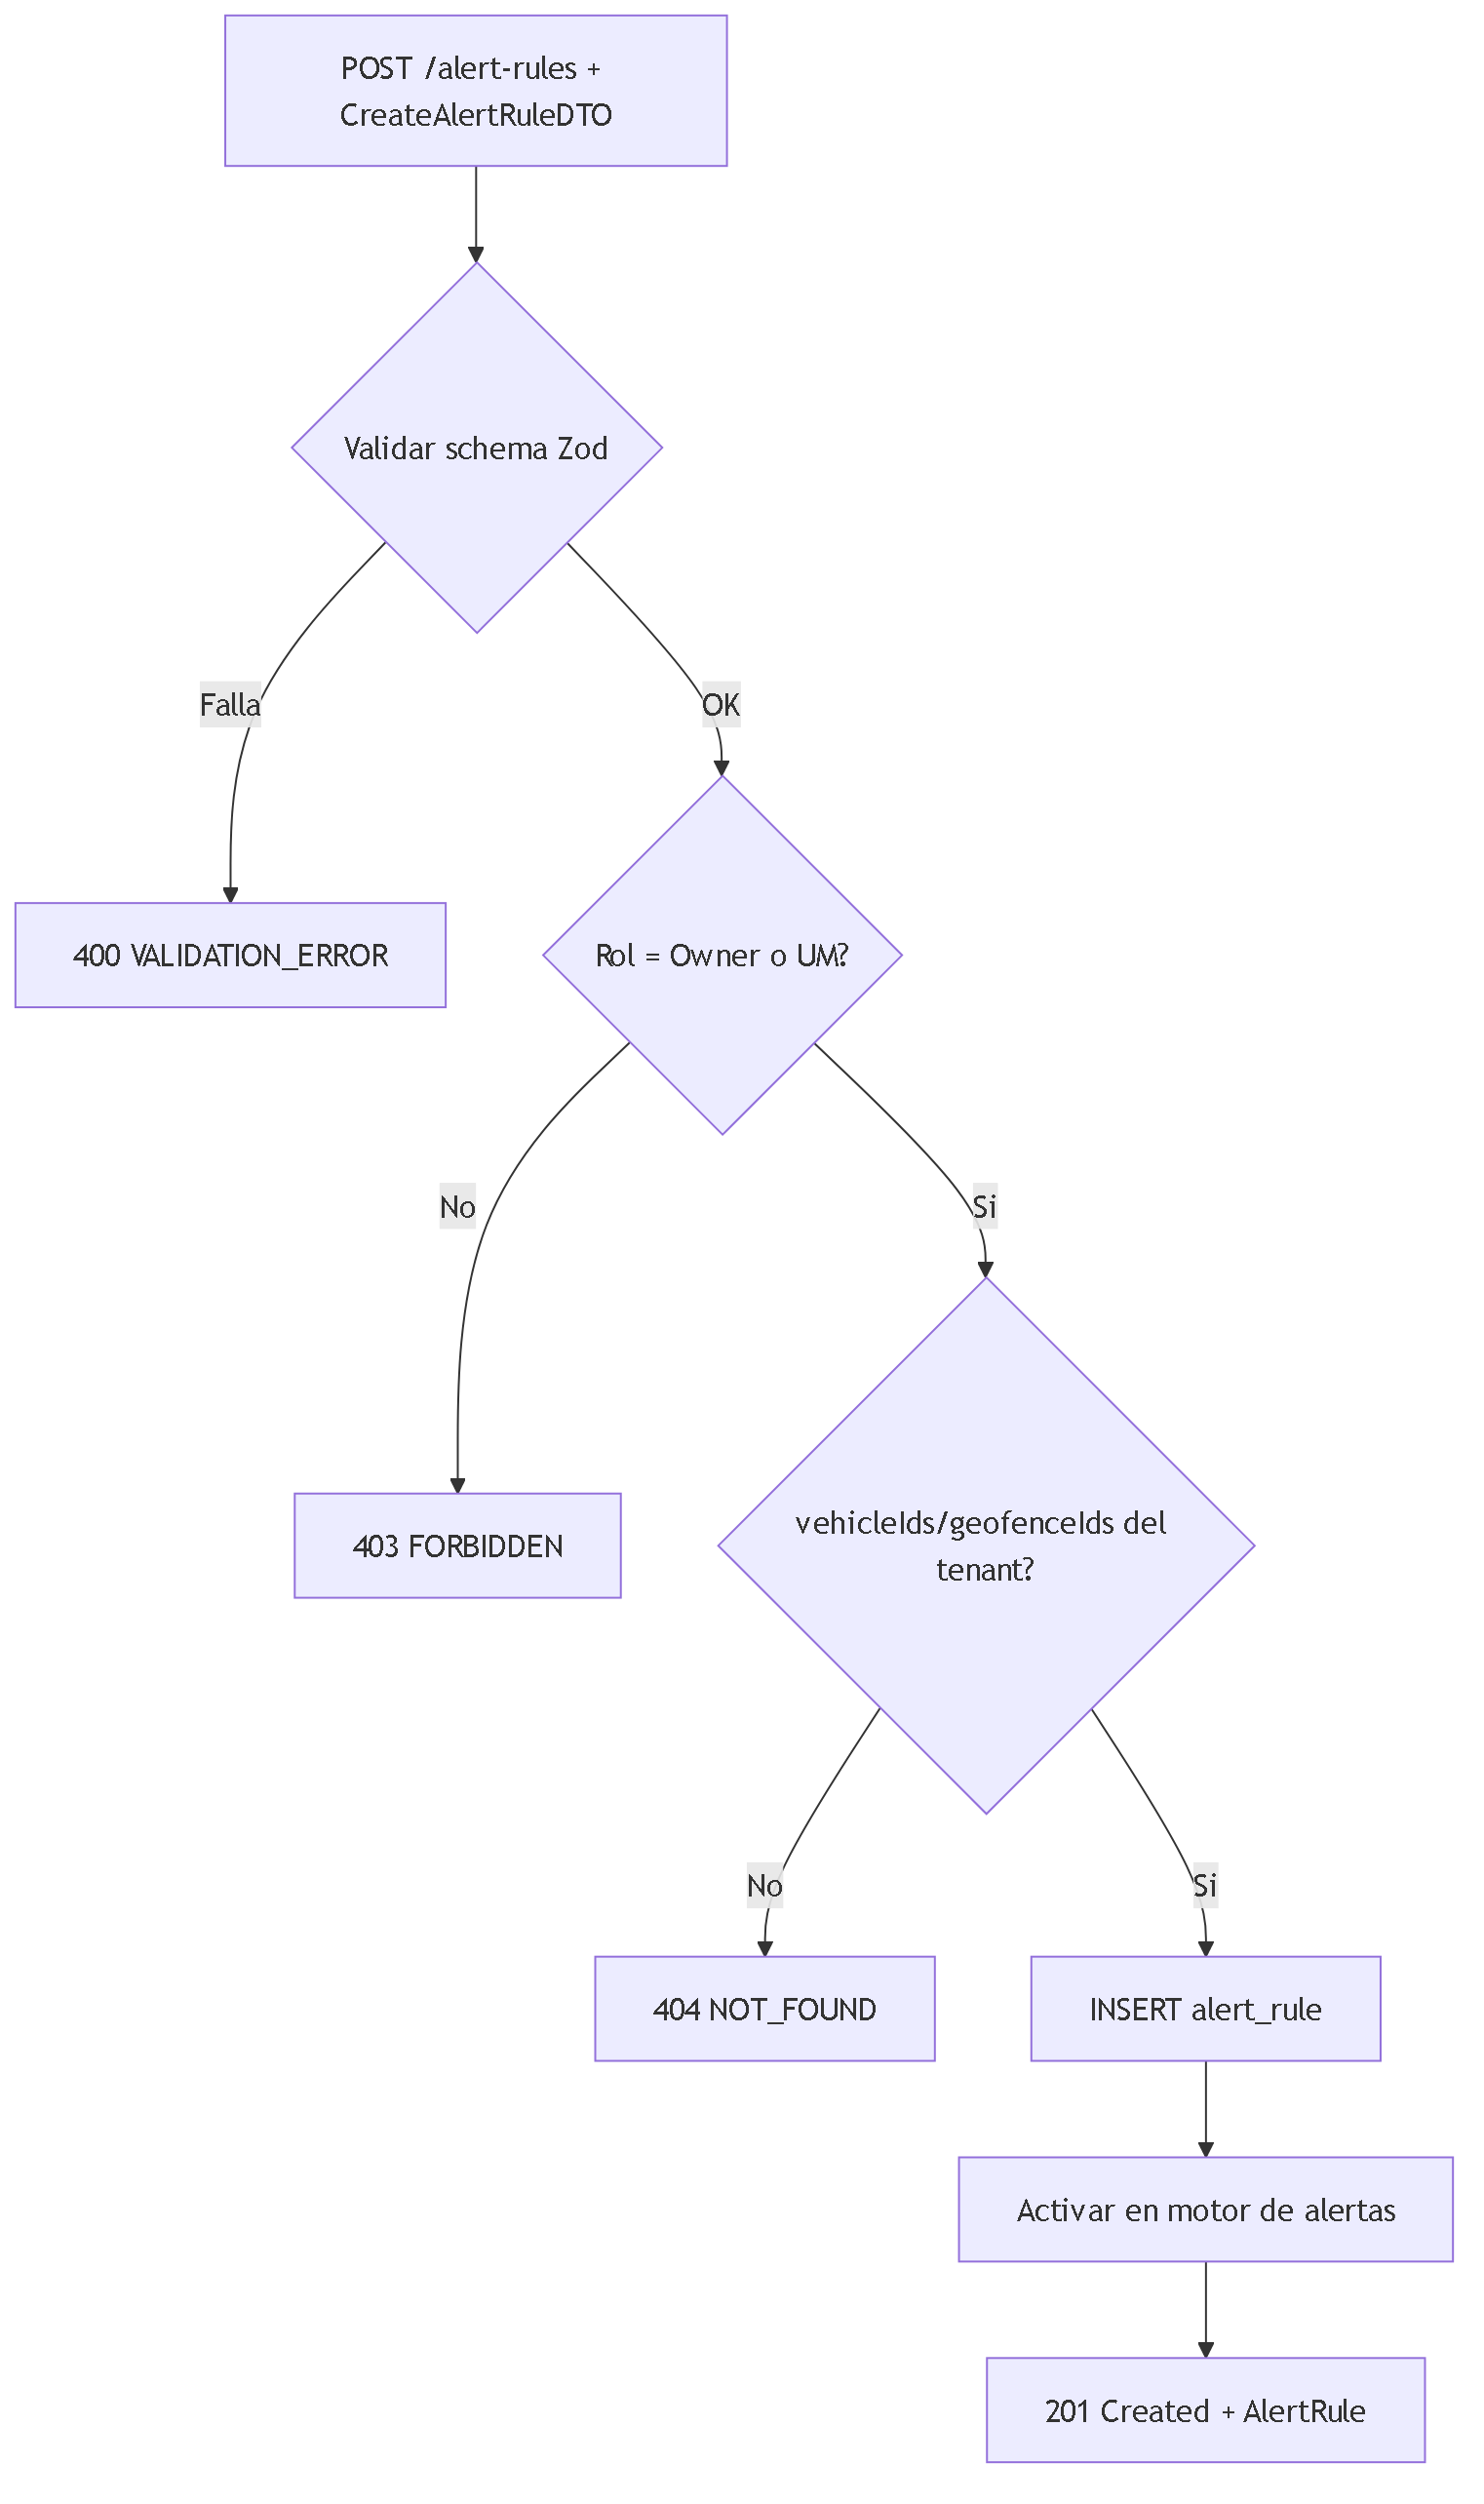 POST /alert-rules +
CreateAlertRuleDTO
Validar schema Zod
Falla
OK
400 VALIDATION_ERROR
Rol = Owner o UM?
No
Si
403 FORBIDDEN
vehicleIds/geofenceIds del
tenant?
No
Si
404 NOT_FOUND
INSERT alert_rule
Activar en motor de alertas
201 Created + AlertRule